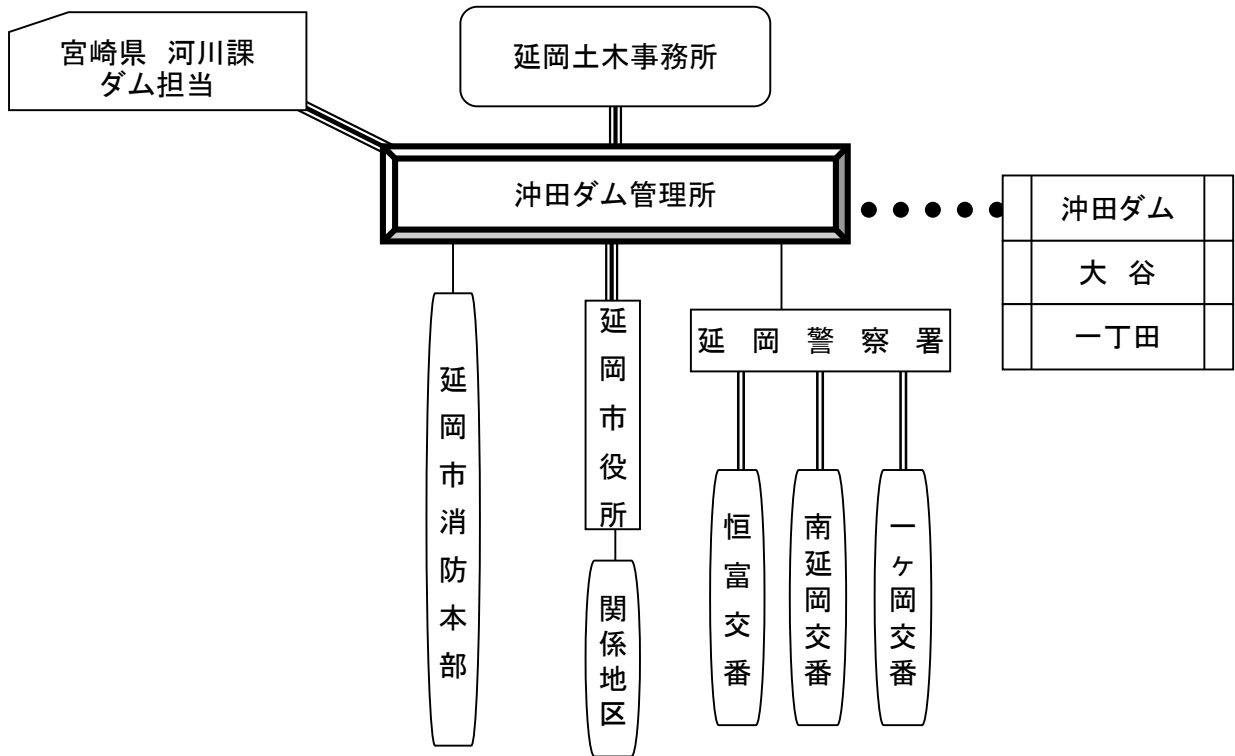 宮崎県 河川課
ダム担当
延岡土木事務所
沖田ダム管理所
沖田ダム
大 谷
一丁田
延岡市消防本部
延岡市役所
関係地区
延 岡 警 察 署
恒富交番
南延岡交番
一ヶ岡交番